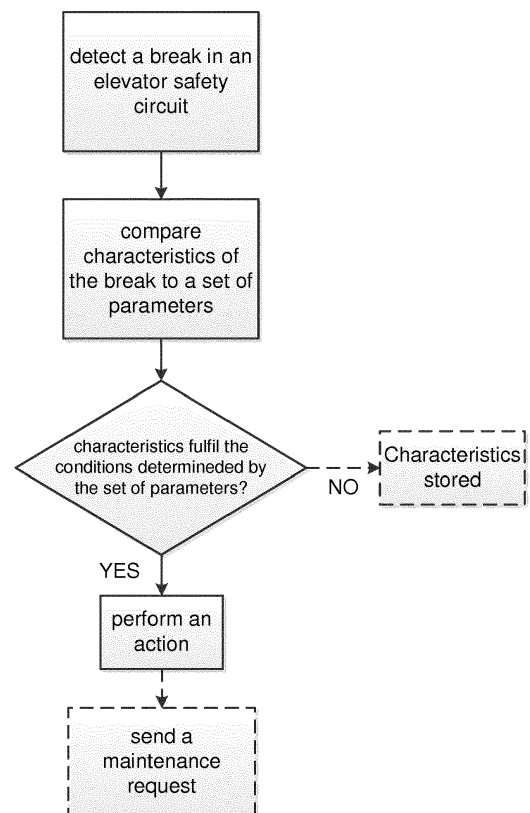 detect a break in an
elevator safety
circuit
compare
characteristics of
the break to a set of
parameters
characteristics fulfil the
conditions determineded by
the set of parameters?
NO
Characteristics
stored
YES
perform an
action
send a
maintenance
request